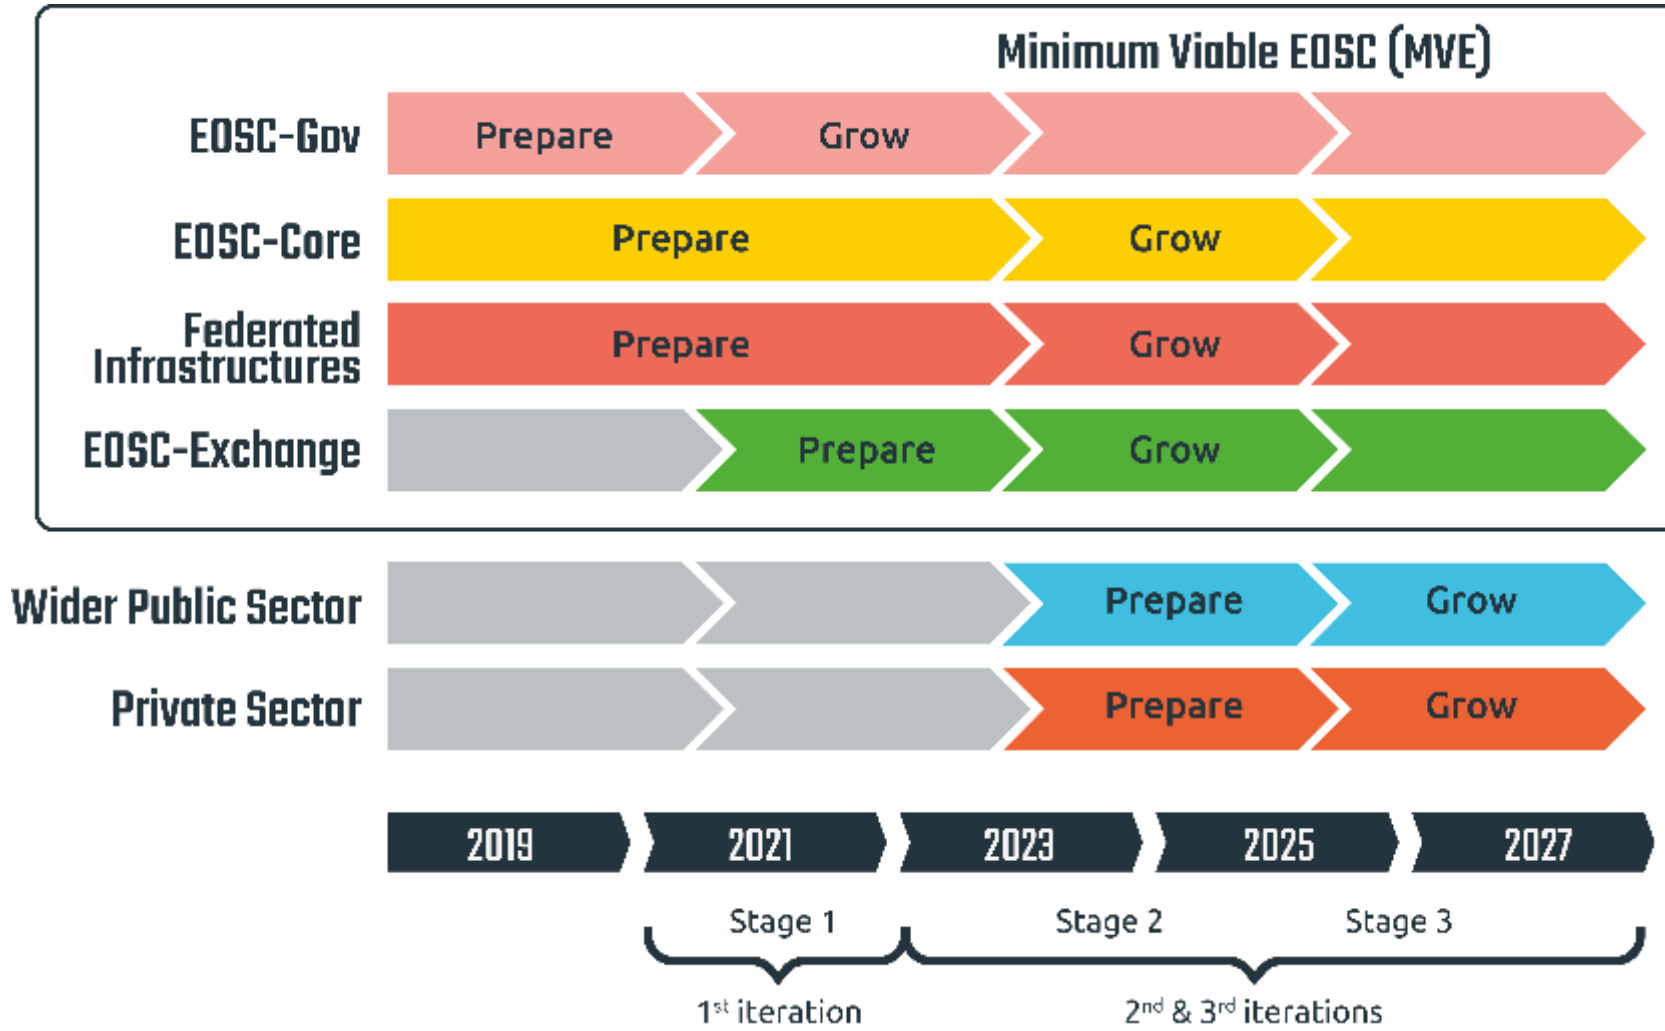 Minimum Viable EOSC (MVE)
EOSC-Gov
Prepare
Grow
EOSC-Core
Prepare
Grow
Federated
Infrastructures
Prepare
Grow
EOSC-Exchange
Prepare
Grow
Wider Public Sector
Prepare
Grow
Private Sector
Prepare
Grow
2019
2021
2023
2025
2027
Stage 1
Stage 2
Stage 3
1st iteration
2nd & 3rd iterations